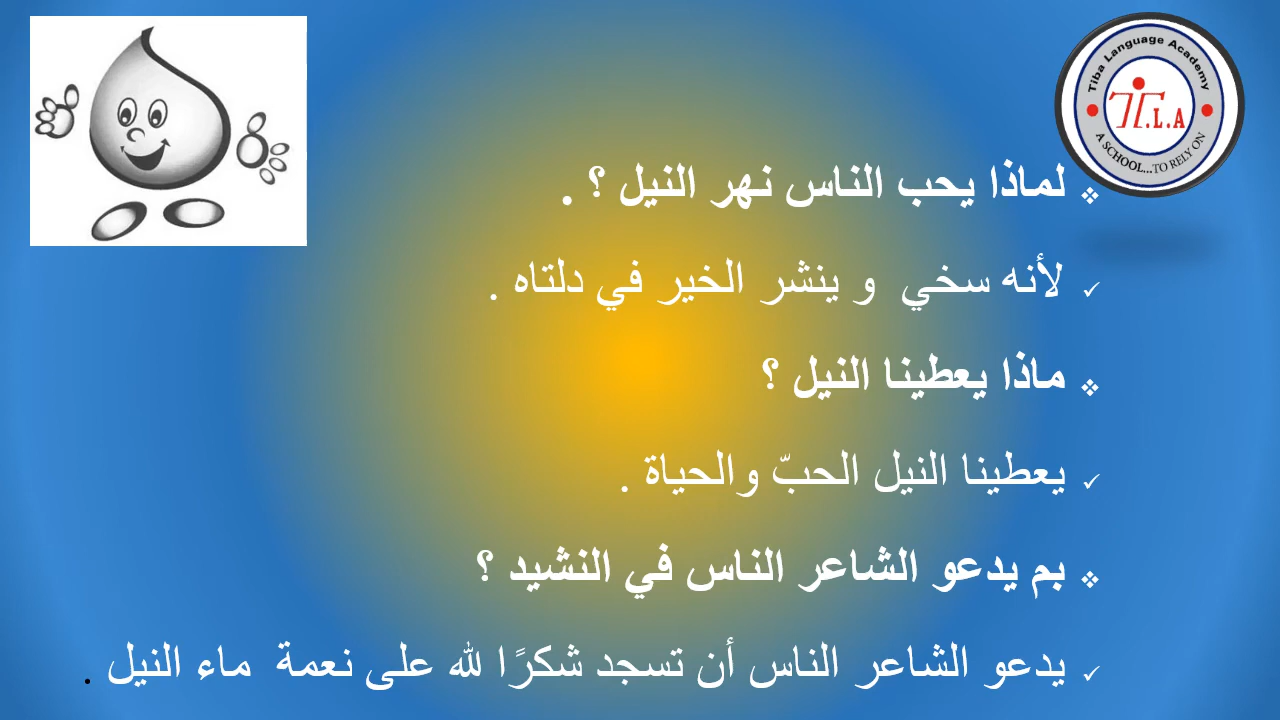 Tiba Language Academy
T.L.A
A SCHOOL...TO RELY ON
❖ لماذا يحب الناس نهر النيل ؟ .
✓ لأنه سخي و ينشر الخير في دلتاه .
❖ ماذا يعطينا النيل ؟
✓ يعطينا النيل الحبّ والحياة .
❖ بم يدعو الشاعر الناس في النشيد ؟
✓ يدعو الشاعر الناس أن تسجد شكرًا لله على نعمة ماء النيل .